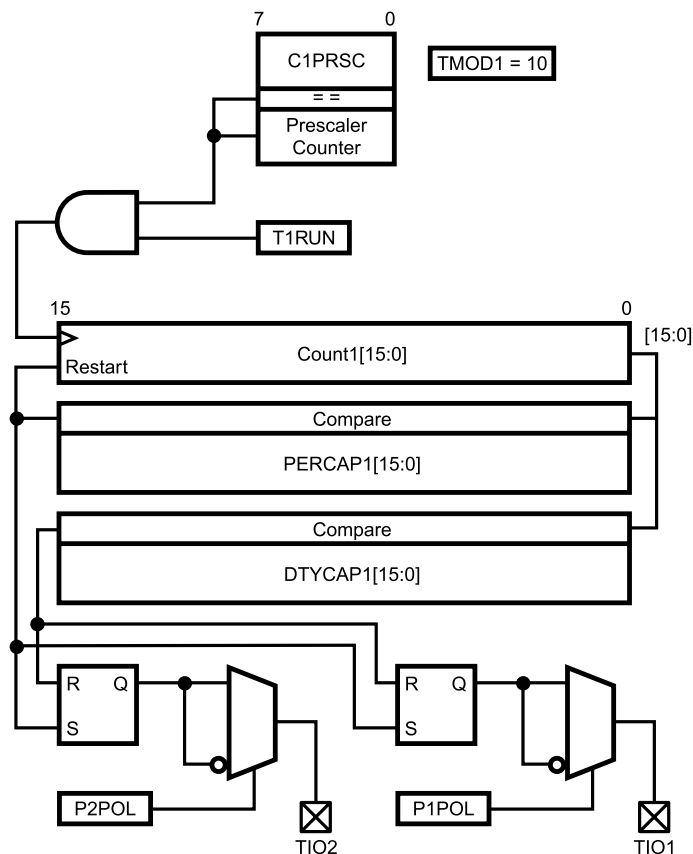 7 0
C1PRSC
TMOD1 = 10
= =
Prescaler
Counter
T1RUN
15 0
[15:0]
Count1[15:0]
Restart
Compare
PERCAP1[15:0]
Compare
DTYCAP1[15:0]
R Q R Q
S S
P2POL P1POL
TIO2 TIO1